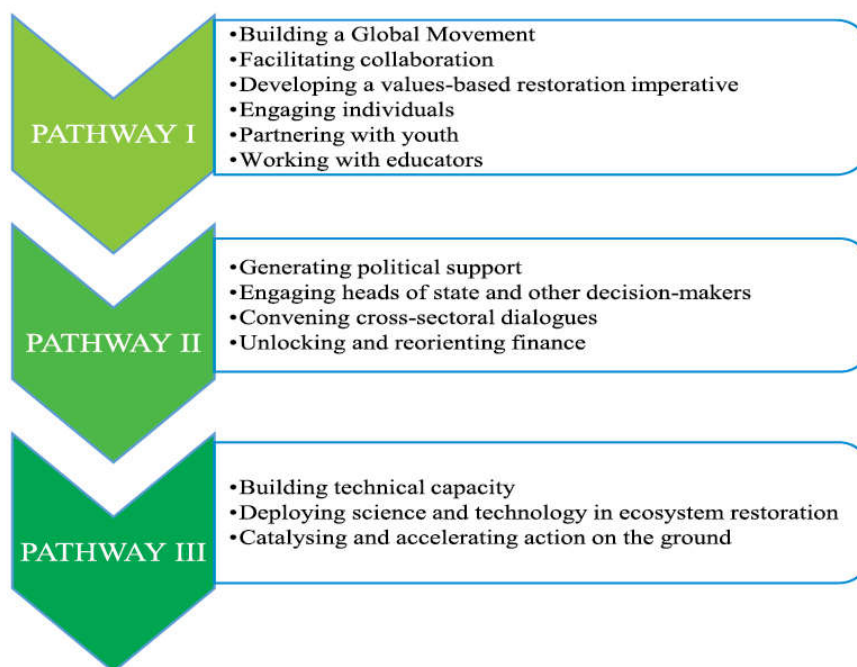 PATHWAY I
•Building a Global Movement
•Facilitating collaboration
•Developing a values-based restoration imperative
•Engaging individuals
•Partnering with youth
•Working with educators
PATHWAY II
•Generating political support
•Engaging heads of state and other decision-makers
•Convening cross-sectoral dialogues
•Unlocking and reorienting finance
PATHWAY III
•Building technical capacity
•Deploying science and technology in ecosystem restoration
•Catalysing and accelerating action on the ground